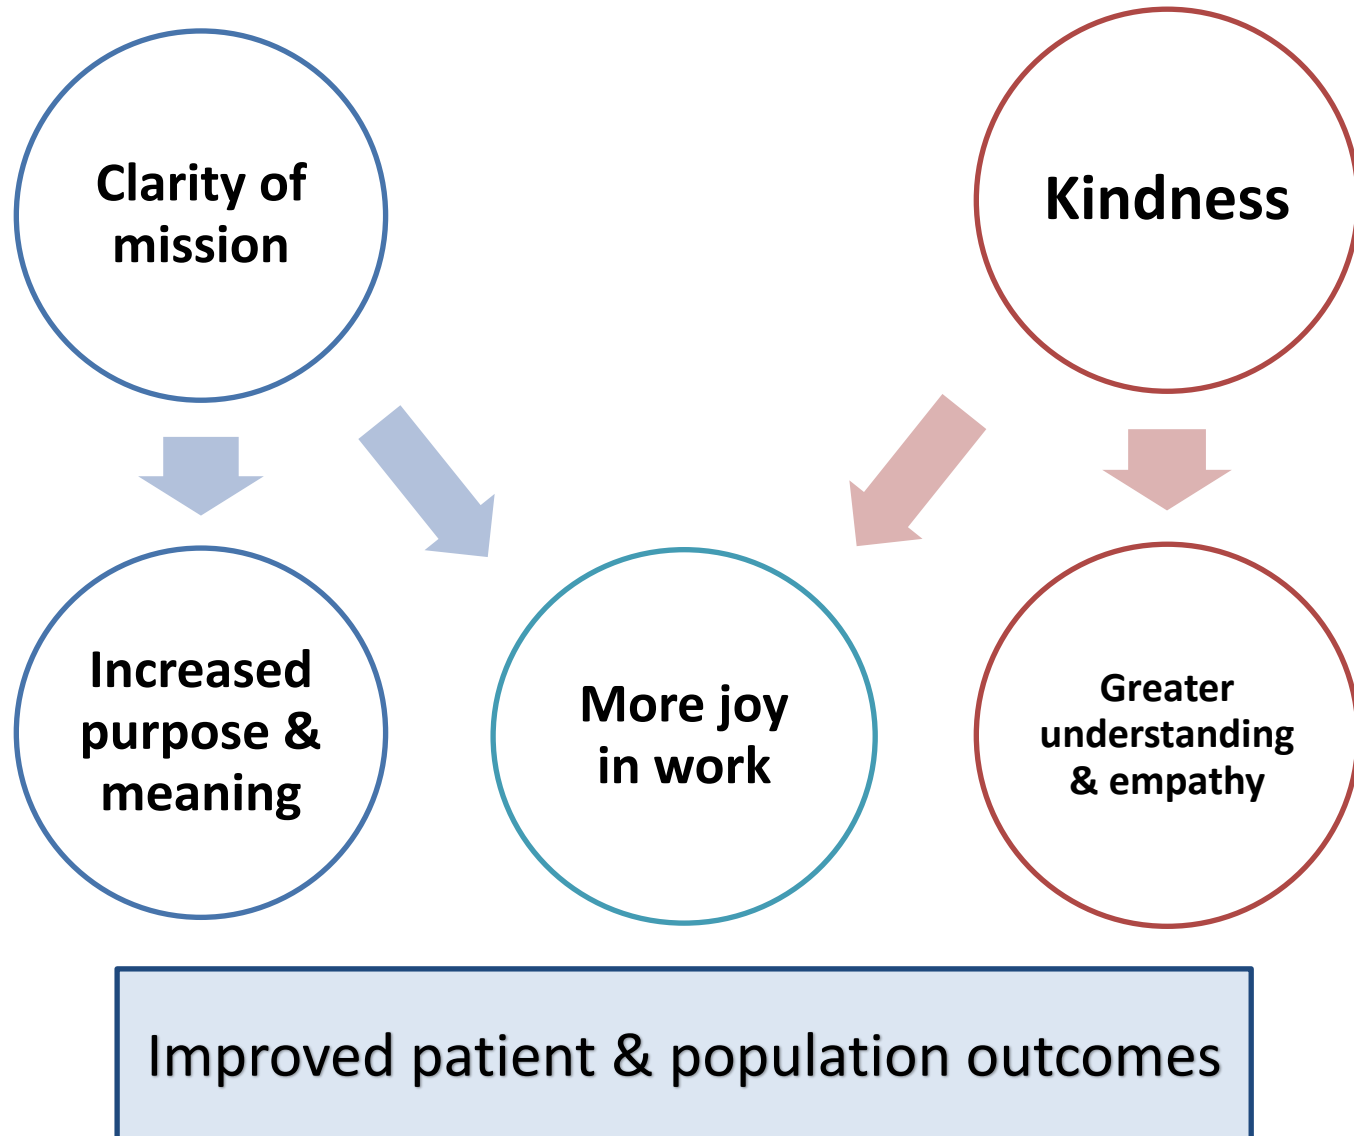 Clarity of
mission
Kindness
Increased
purpose &
meaning
More joy
in work
Greater
understanding
& empathy
Improved patient & population outcomes